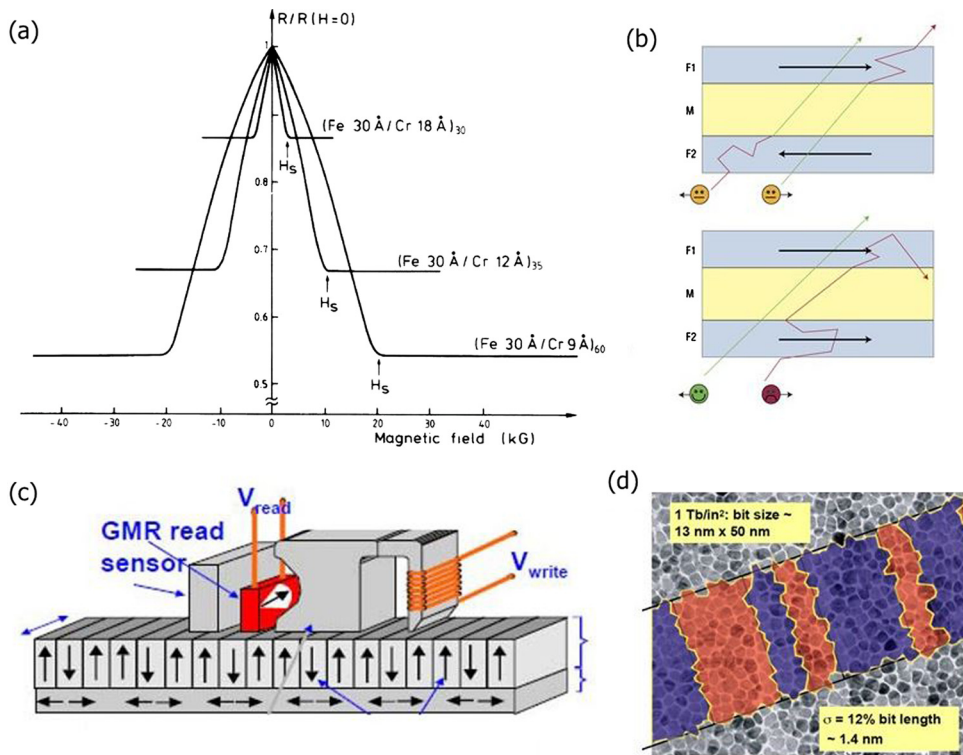 (a)
R/R(H=0)
1
(Fe 30 Å/Cr 18 Å)30
Hs
0.8
0.7
(Fe 30 Å/Cr 12 Å)35
Hs
0.6
(Fe 30 Å/Cr 9 Å)60
Hs
0.5
-40 -30 -20 -10 0 10 20 30 40
Magnetic field (kG)
(b)
F1
M
F2
F1
M
F2
(c)
Vread
GMR read
sensor
Vwrite
(d)
1 Tb/in²: bit size ~
13 nm x 50 nm
σ = 12% bit length
~ 1.4 nm